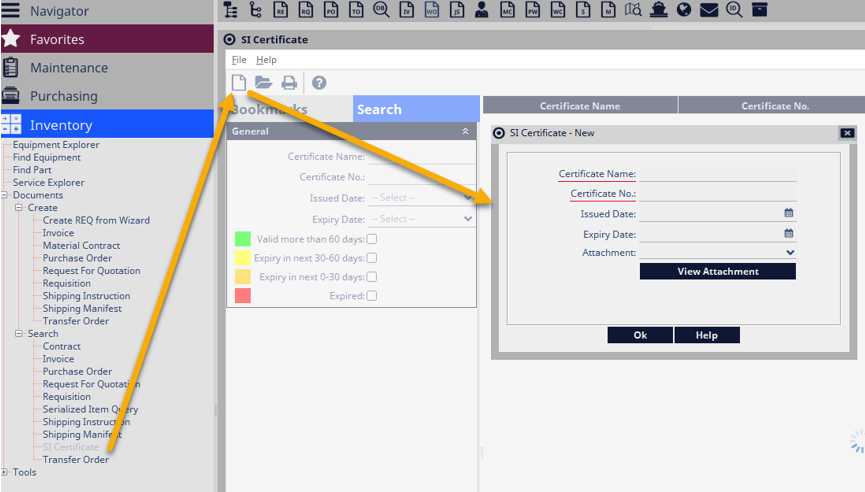 Navigator
Favorites
Maintenance
Purchasing
Inventory
Equipment Explorer
Find Equipment
Find Part
Service Explorer
Documents
Create
Create REQ from Wizard
Invoice
Material Contract
Purchase Order
Request For Quotation
Requisition
Shipping Instruction
Shipping Manifest
Transfer Order
Search
Contract
Invoice
Purchase Order
Request For Quotation
Requisition
Serialized Item Query
Shipping Instruction
Shipping Manifest
SI Certificate
Transfer Order
Tools
RE RQ PO TO OB IV WO JS MC PW WC S M ID
SI Certificate
File Help
Bookmarks Search
General
Certificate Name:
Certificate No.:
Issued Date: -- Select --
Expiry Date: -- Select --
Valid more than 60 days:
Expiry in next 30-60 days:
Expiry in next 0-30 days:
Expired:
Certificate Name Certificate No.
SI Certificate - New
Certificate Name:
Certificate No.:
Issued Date:
Expiry Date:
Attachment:
View Attachment
Ok Help